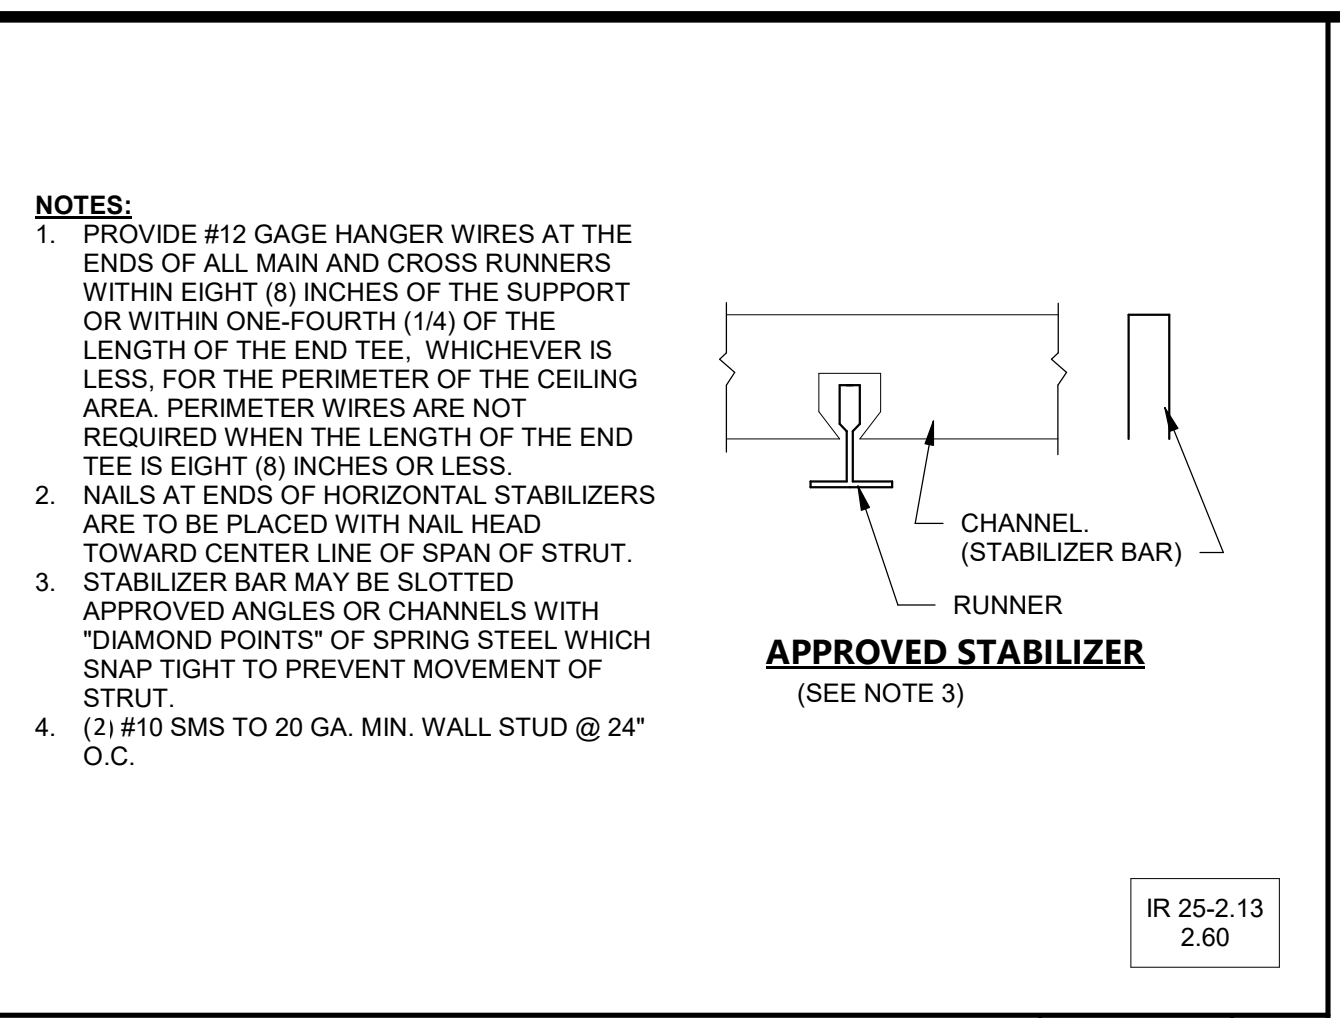 NOTES:
1. PROVIDE #12 GAGE HANGER WIRES AT THE
ENDS OF ALL MAIN AND CROSS RUNNERS
WITHIN EIGHT (8) INCHES OF THE SUPPORT
OR WITHIN ONE-FOURTH (1/4) OF THE
LENGTH OF THE END TEE, WHICHEVER IS
LESS, FOR THE PERIMETER OF THE CEILING
AREA. PERIMETER WIRES ARE NOT
REQUIRED WHEN THE LENGTH OF THE END
TEE IS EIGHT (8) INCHES OR LESS.
2. NAILS AT ENDS OF HORIZONTAL STABILIZERS
ARE TO BE PLACED WITH NAIL HEAD
TOWARD CENTER LINE OF SPAN OF STRUT.
3. STABILIZER BAR MAY BE SLOTTED
APPROVED ANGLES OR CHANNELS WITH
"DIAMOND POINTS" OF SPRING STEEL WHICH
SNAP TIGHT TO PREVENT MOVEMENT OF
STRUT.
4. (2) #10 SMS TO 20 GA. MIN. WALL STUD @ 24"
O.C.
CHANNEL.
(STABILIZER BAR)
RUNNER
APPROVED STABILIZER
(SEE NOTE 3)
IR 25-2.13
2.60